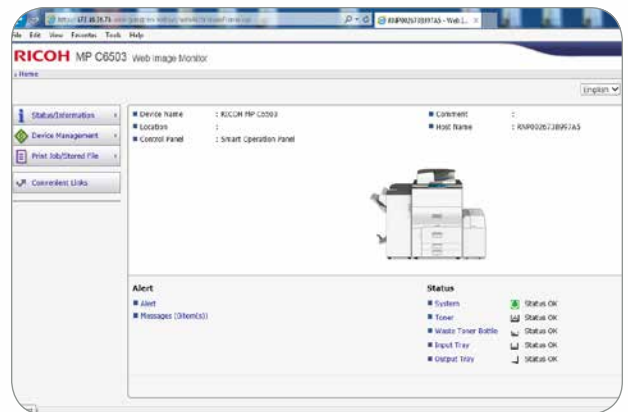 File Edit View Favorites Tools Help
RICOH MP C6503 Web Image Monitor
Home
English
Status/Information
Device Management
Print Job/Stored File
Convenient Links
Device Name : RICOH MP C6503
Location :
Control Panel : Smart Operation Panel
Comment :
Host Name :
Alert
Alert
Messages (0item(s))
Status
System Status OK
Toner Status OK
Waste Toner Bottle Status OK
Input Tray Status OK
Output Tray Status OK